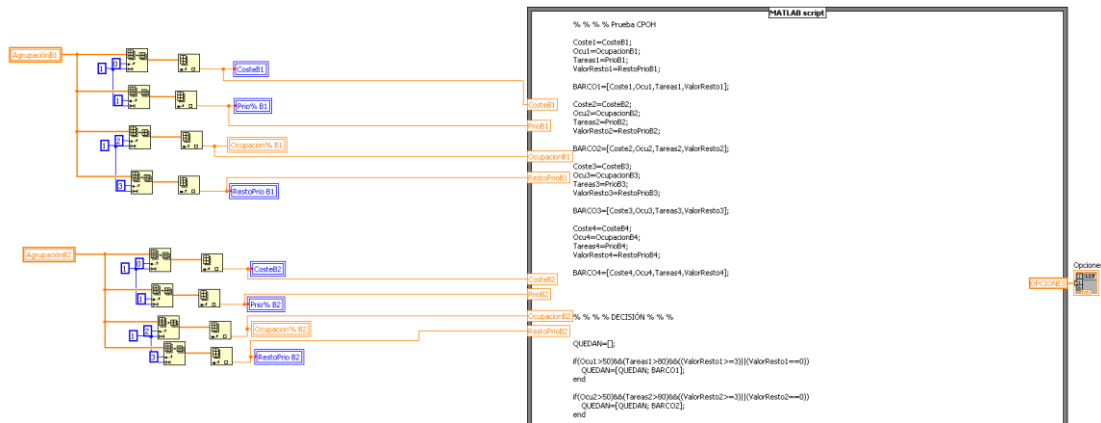 MATLAB script
% % % % Prueba CPOH
Coste1=CosteB1;
Ocu1=OcupacionB1;
Tareas1=PrioB1;
ValorResto1=RestoPrioB1;
BARCO1=[Coste1,Ocu1,Tareas1,ValorResto1];
Coste2=CosteB2;
Ocu2=OcupacionB2;
Tareas2=PrioB2;
ValorResto2=RestoPrioB2;
BARCO2=[Coste2,Ocu2,Tareas2,ValorResto2];
Coste3=CosteB3;
Ocu3=OcupacionB3;
Tareas3=PrioB3;
ValorResto3=RestoPrioB3;
BARCO3=[Coste3,Ocu3,Tareas3,ValorResto3];
Coste4=CosteB4;
Ocu4=OcupacionB4;
Tareas4=PrioB4;
ValorResto4=RestoPrioB4;
BARCO4=[Coste4,Ocu4,Tareas4,ValorResto4];
% % % % DECISIÓN % % %
QUEDAN=[];
if(Ocu1>50)&&(Tareas1>80)&&((ValorResto1>=3)||(ValorResto1==0))
QUEDAN=[QUEDAN; BARCO1];
end
if(Ocu2>50)&&(Tareas2>80)&&((ValorResto2>=3)||(ValorResto2==0))
QUEDAN=[QUEDAN; BARCO2];
end
AgrupaciónB1
0
1
1
2
1
3
CosteB1
Prio% B1
Ocupacion% B1
RestoPrio B1
CosteB1
PrioB1
OcupacionB1
RestoPrioB1
AgrupaciónB2
0
1
1
2
1
3
CosteB2
Prio% B2
Ocupacion% B2
RestoPrio B2
CosteB2
PrioB2
OcupacionB2
RestoPrioB2
OPCIONES
Opcione